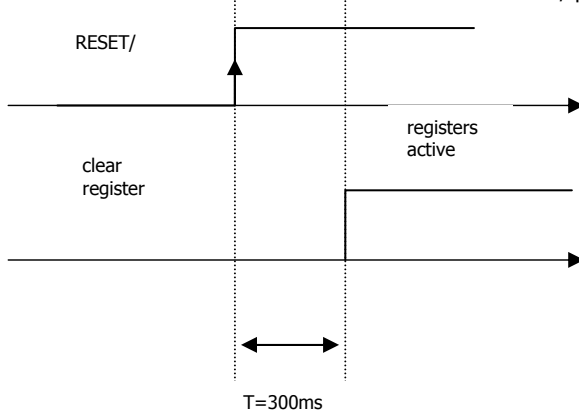 RESET/
registers
active
clear
register
T=300ms